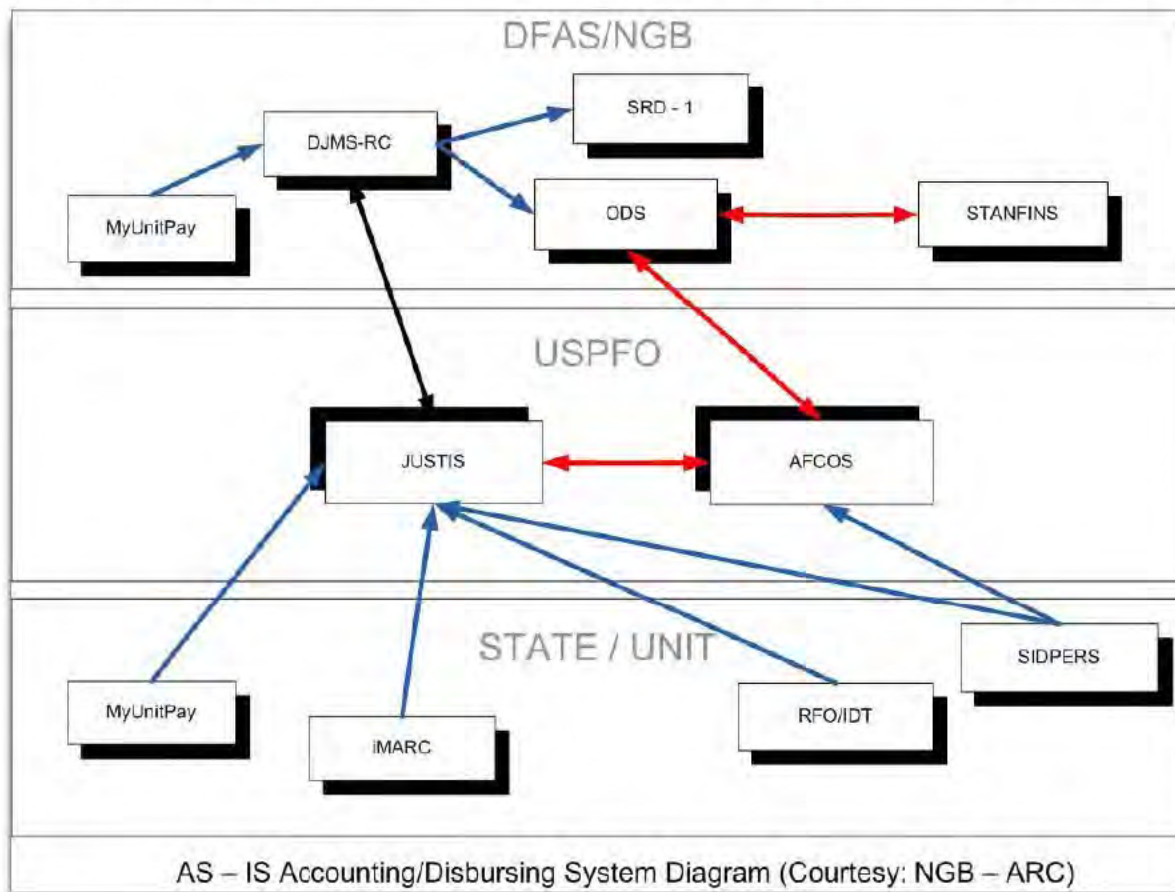 DFAS/NGB
SRD - 1
DJMS-RC
MyUnitPay
ODS
STANFINS
USPFO
JUSTIS
AFCOS
STATE / UNIT
SIDPERS
MyUnitPay
RFO/IDT
iMARC
AS – IS Accounting/Disbursing System Diagram (Courtesy: NGB – ARC)